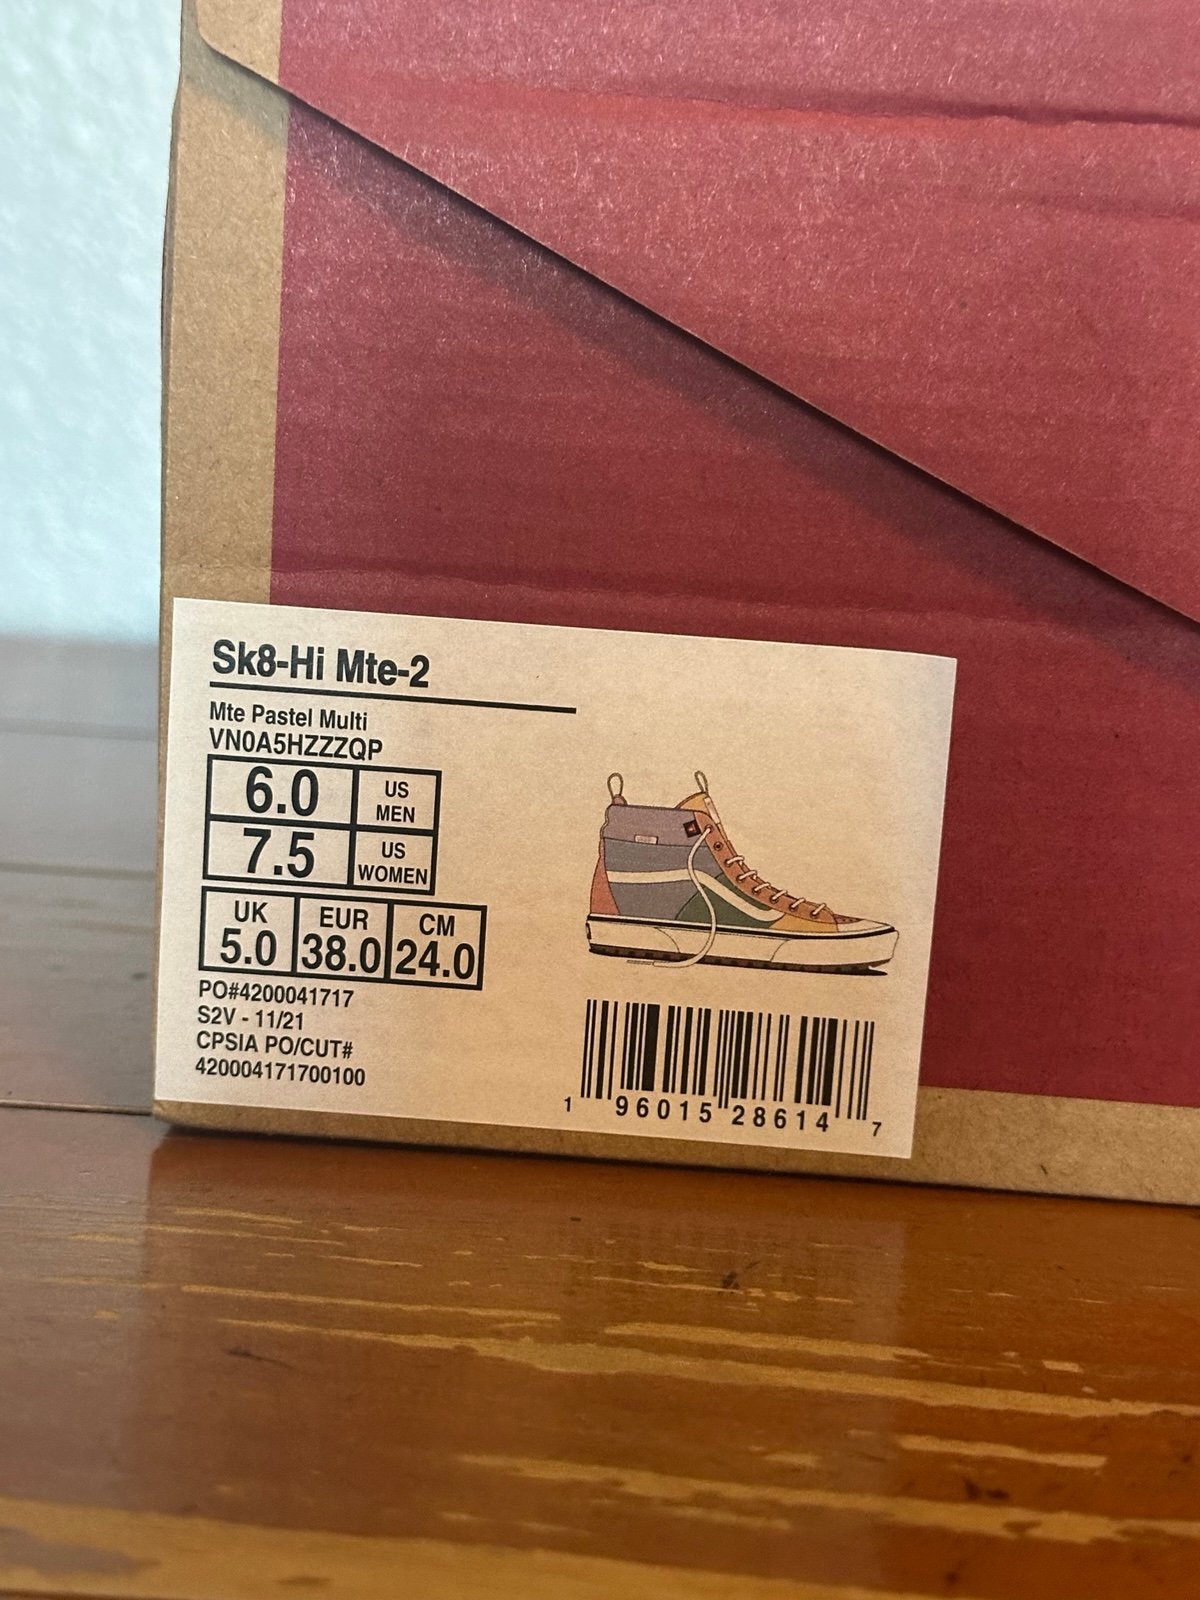 Sk8-Hi Mte-2
Mte Pastel Multi
VN0A5HZZZQP
6.0 US MEN
7.5 US WOMEN
UK EUR CM
5.0 38.0 24.0
PO#4200041717
S2V - 11/21
CPSIA PO/CUT#
420004171700100
1 96015 28614 7